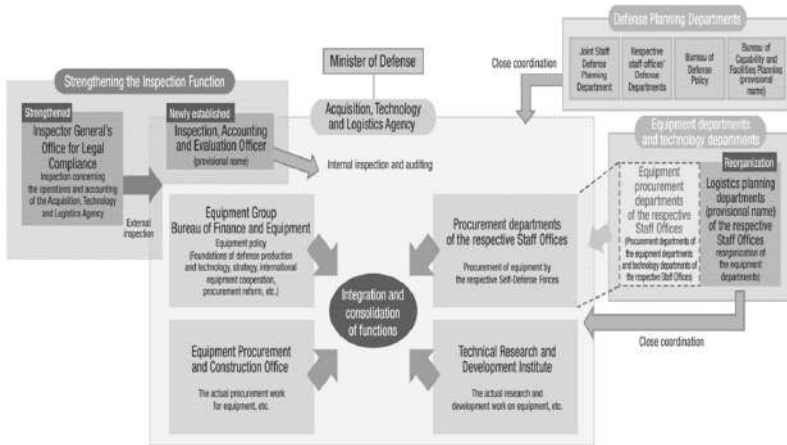 Defense Planning Departments
Joint Staff
Defense
Planning
Department
Respective
staff office/
Defense
Departments
Bureau of
Defense
Policy
Bureau of
Capability and
Facilities Planning
(provisional name)
Minister of Defense
Close coordination
Strengthening the Inspection Function
Acquisition, Technology
and Logistics Agency
Strengthened
Inspector General's
Office for Legal
Compliance
Inspection concerning
the operations and accounting
of the Acquisition, Technology
and Logistics Agency
Newly established
Inspection, Accounting
and Evaluation Officer
(provisional name)
External
inspection
Internal inspection and auditing
Equipment departments
and technology departments
Equipment
procurement
departments
of the respective
Staff Offices
(Procurement departments of
the equipment departments
and technology departments of
the respective Staff Offices)
Reorganization
Logistics planning
departments
(provisional name)
of the respective
Staff Offices
(reorganization of
the equipment
departments)
Equipment Group
Bureau of Finance and Equipment
Equipment policy
(Foundations of defense production
and technology, strategy, international
equipment cooperation,
procurement reform, etc.)
Procurement departments
of the respective Staff Offices
Procurement of equipment by
the respective Self-Defense Forces
Integration and
consolidation
of functions
Equipment Procurement
and Construction Office
The actual procurement work
for equipment, etc.
Technical Research and
Development Institute
The actual research and
development work on equipment, etc.
Close coordination